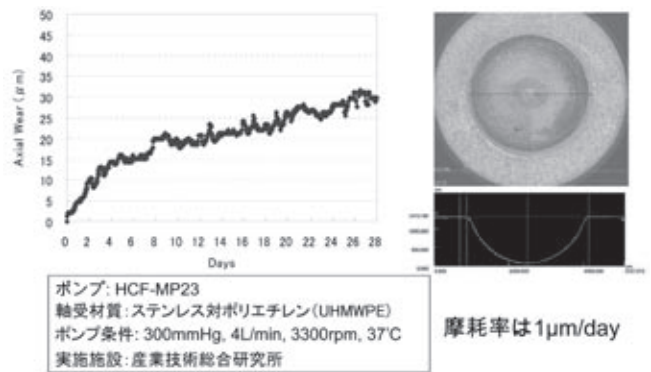 50
45
40
35
30
25
20
15
10
5
0
Axial Wear (μm)
0 2 4 6 8 10 12 14 16 18 20 22 24 26 28
Days
ポンプ: HCF-MP23
軸受材質: ステンレス対ポリエチレン(UHMWPE)
ポンプ条件: 300mmHg, 4L/min, 3300rpm, 37℃
実施施設: 産業技術総合研究所
摩耗率は1μm/day